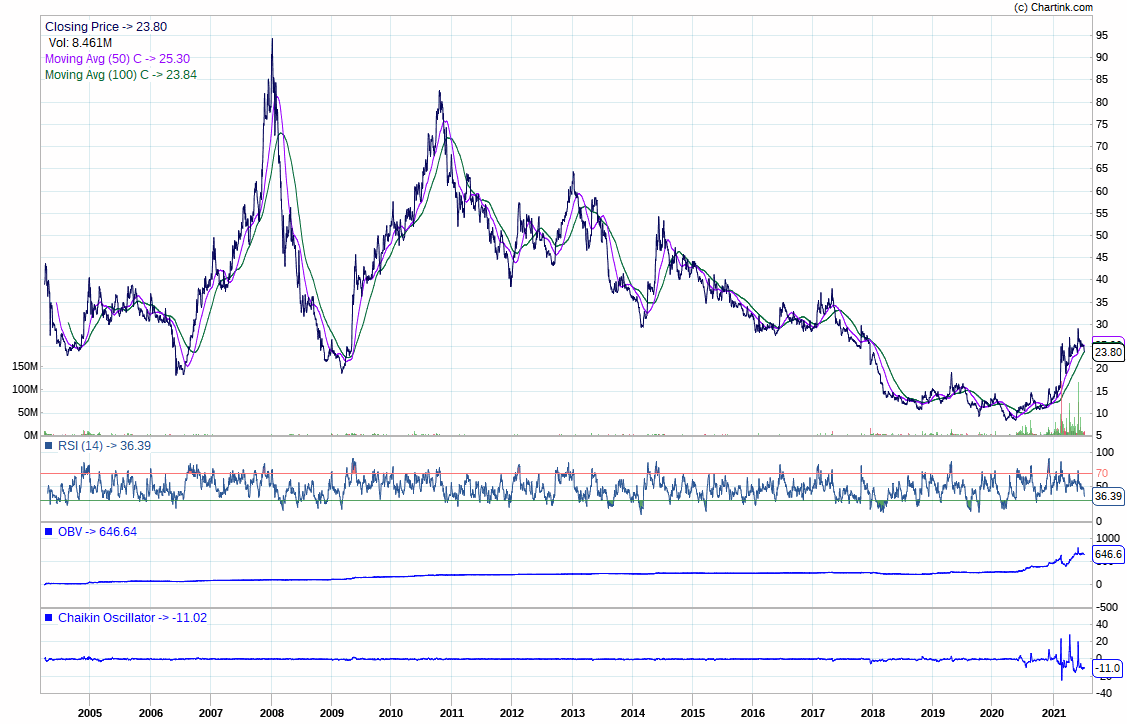 (c) Chartink.com
Closing Price -> 23.80
Vol: 8.461M
Moving Avg (50) C -> 25.30
Moving Avg (100) C -> 23.84
95
90
85
80
75
70
65
60
55
50
45
40
35
30
23.80
20
15
10
5
150M
100M
50M
0M
RSI (14) -> 36.39
100
70
50
36.39
0
OBV -> 646.64
1000
646.6
0
-500
Chaikin Oscillator -> -11.02
40
20
0
-11.0
-40
2005 2006 2007 2008 2009 2010 2011 2012 2013 2014 2015 2016 2017 2018 2019 2020 2021